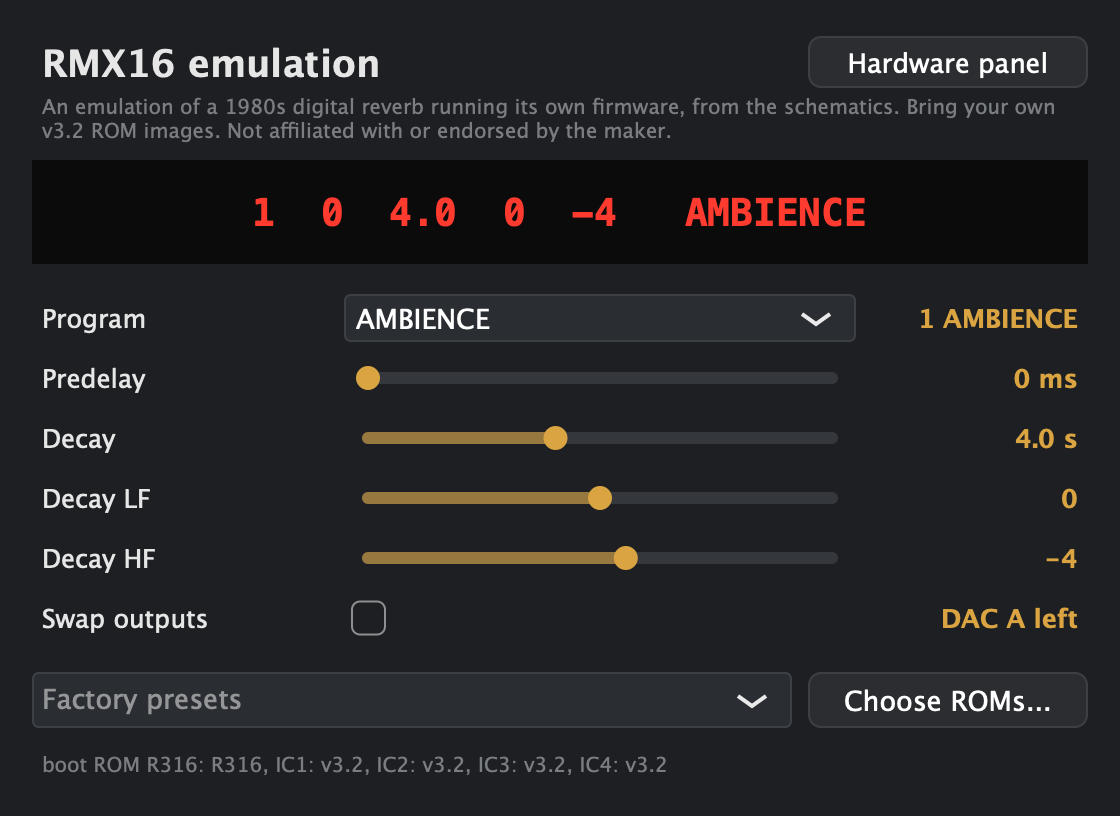 RMX16 emulation
Hardware panel
An emulation of a 1980s digital reverb running its own firmware, from the schematics. Bring your own
v3.2 ROM images. Not affiliated with or endorsed by the maker.
1 0 4.0 0 −4 AMBIENCE
Program AMBIENCE 1 AMBIENCE
Predelay 0 ms
Decay 4.0 s
Decay LF 0
Decay HF −4
Swap outputs DAC A left
Factory presets Choose ROMs...
boot ROM R316: R316, IC1: v3.2, IC2: v3.2, IC3: v3.2, IC4: v3.2